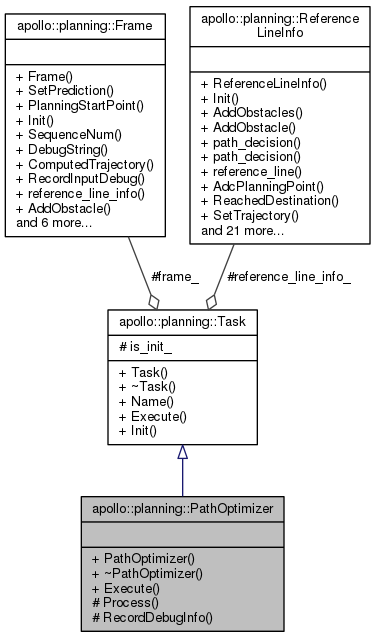 apollo::planning::Frame
+ Frame()
+ SetPrediction()
+ PlanningStartPoint()
+ Init()
+ SequenceNum()
+ DebugString()
+ ComputedTrajectory()
+ RecordInputDebug()
+ reference_line_info()
+ AddObstacle()
and 6 more...
apollo::planning::Reference
LineInfo
+ ReferenceLineInfo()
+ Init()
+ AddObstacles()
+ AddObstacle()
+ path_decision()
+ path_decision()
+ reference_line()
+ AdcPlanningPoint()
+ ReachedDestination()
+ SetTrajectory()
and 21 more...
#frame_
#reference_line_info_
apollo::planning::Task
# is_init_
+ Task()
+ ~Task()
+ Name()
+ Execute()
+ Init()
apollo::planning::PathOptimizer
+ PathOptimizer()
+ ~PathOptimizer()
+ Execute()
# Process()
# RecordDebugInfo()